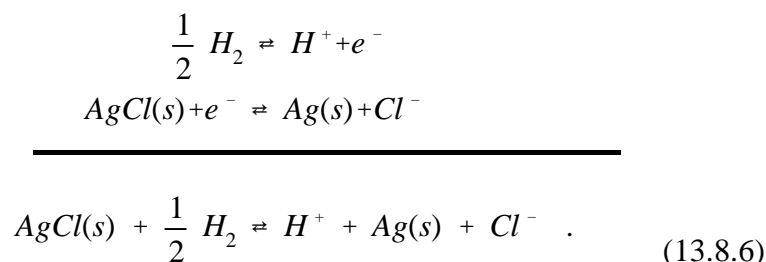 1/2 H₂ ⇄ H⁺+e⁻
AgCl(s)+e⁻ ⇄ Ag(s)+Cl⁻
AgCl(s) + 1/2 H₂ ⇄ H⁺ + Ag(s) + Cl⁻ .
(13.8.6)